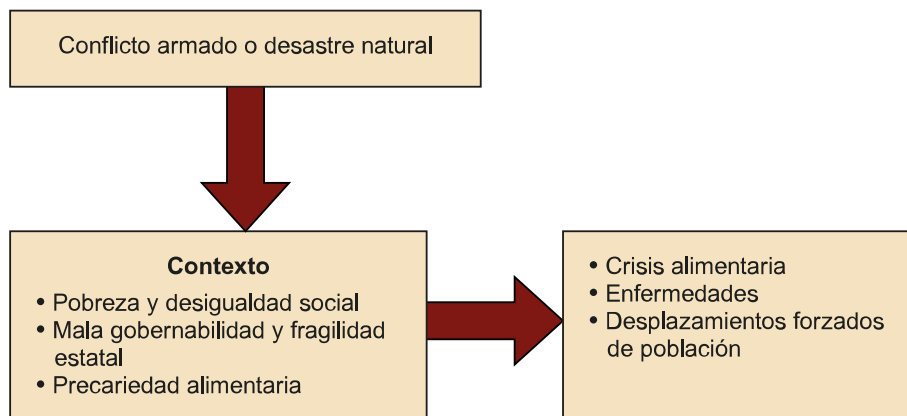 Conflicto armado o desastre natural
Contexto
• Pobreza y desigualdad social
• Mala gobernabilidad y fragilidad
estatal
• Precariedad alimentaria
• Crisis alimentaria
• Enfermedades
• Desplazamientos forzados
de población